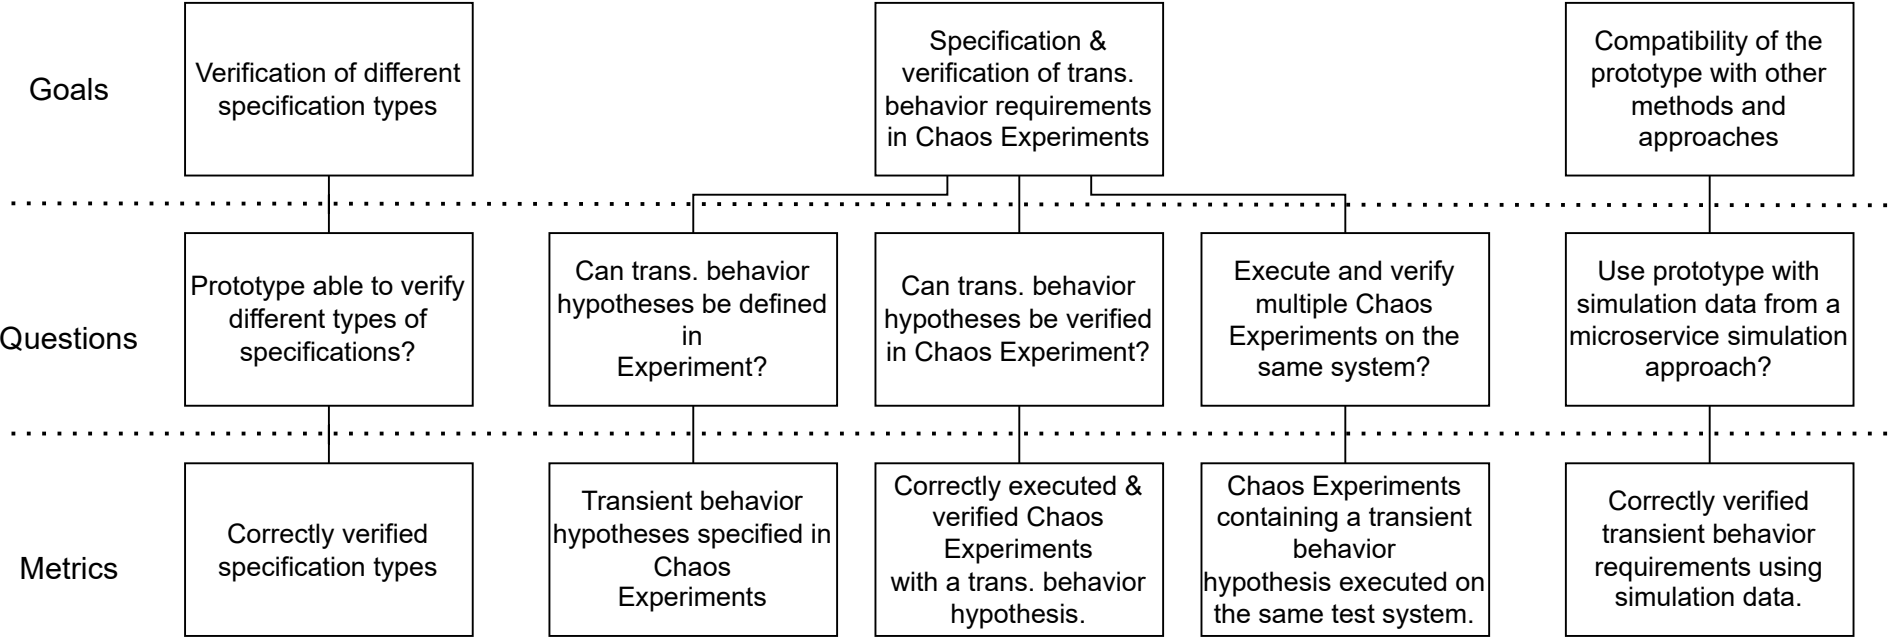 Goals
Verification of different
specification types
Specification &
verification of trans.
behavior requirements
in Chaos Experiments
Compatibility of the
prototype with other
methods and
approaches
Questions
Prototype able to verify
different types of
specifications?
Can trans. behavior
hypotheses be defined
in
Experiment?
Can trans. behavior
hypotheses be verified
in Chaos Experiment?
Execute and verify
multiple Chaos
Experiments on the
same system?
Use prototype with
simulation data from a
microservice simulation
approach?
Metrics
Correctly verified
specification types
Transient behavior
hypotheses specified in
Chaos
Experiments
Correctly executed &
verified Chaos
Experiments
with a trans. behavior
hypothesis.
Chaos Experiments
containing a transient
behavior
hypothesis executed on
the same test system.
Correctly verified
transient behavior
requirements using
simulation data.